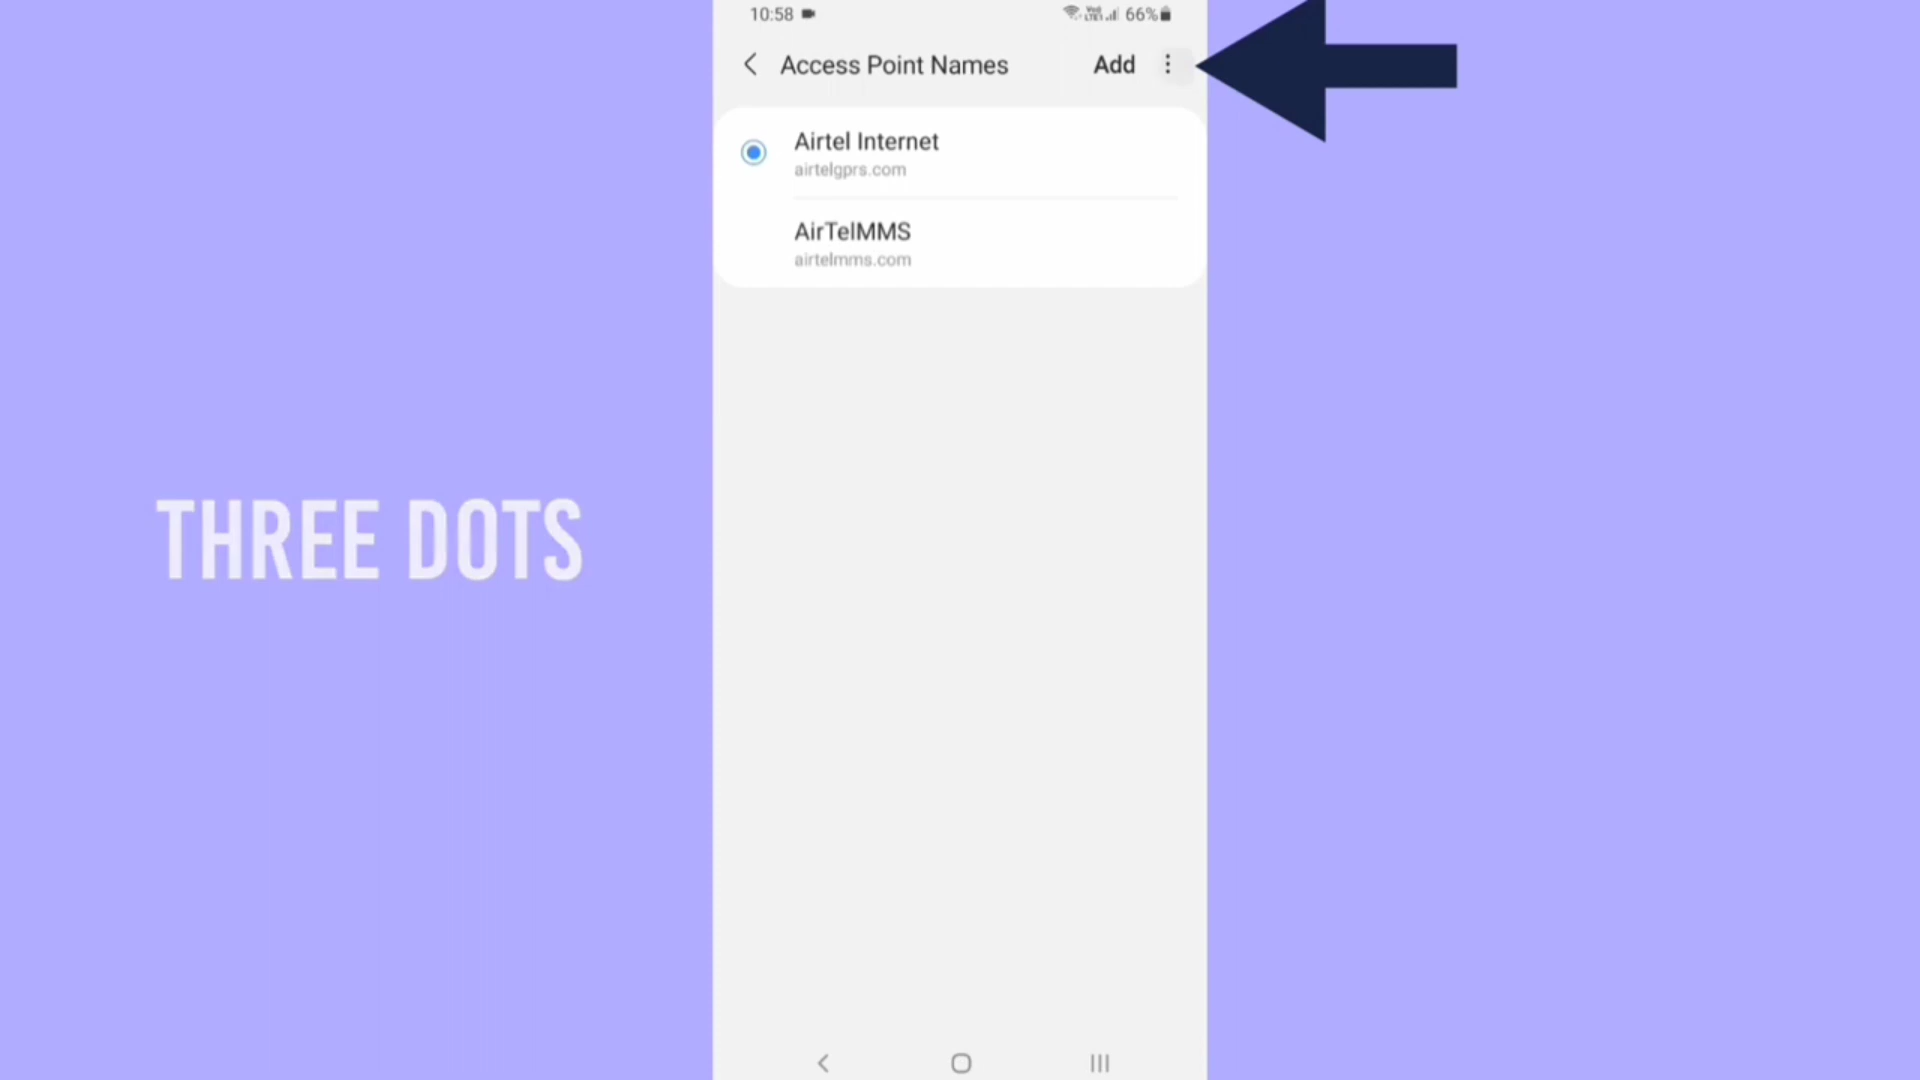 10:58
66%
Access Point Names
Add
Airtel Internet
airtelgprs.com
AirTelMMS
airtelmms.com
THREE DOTS